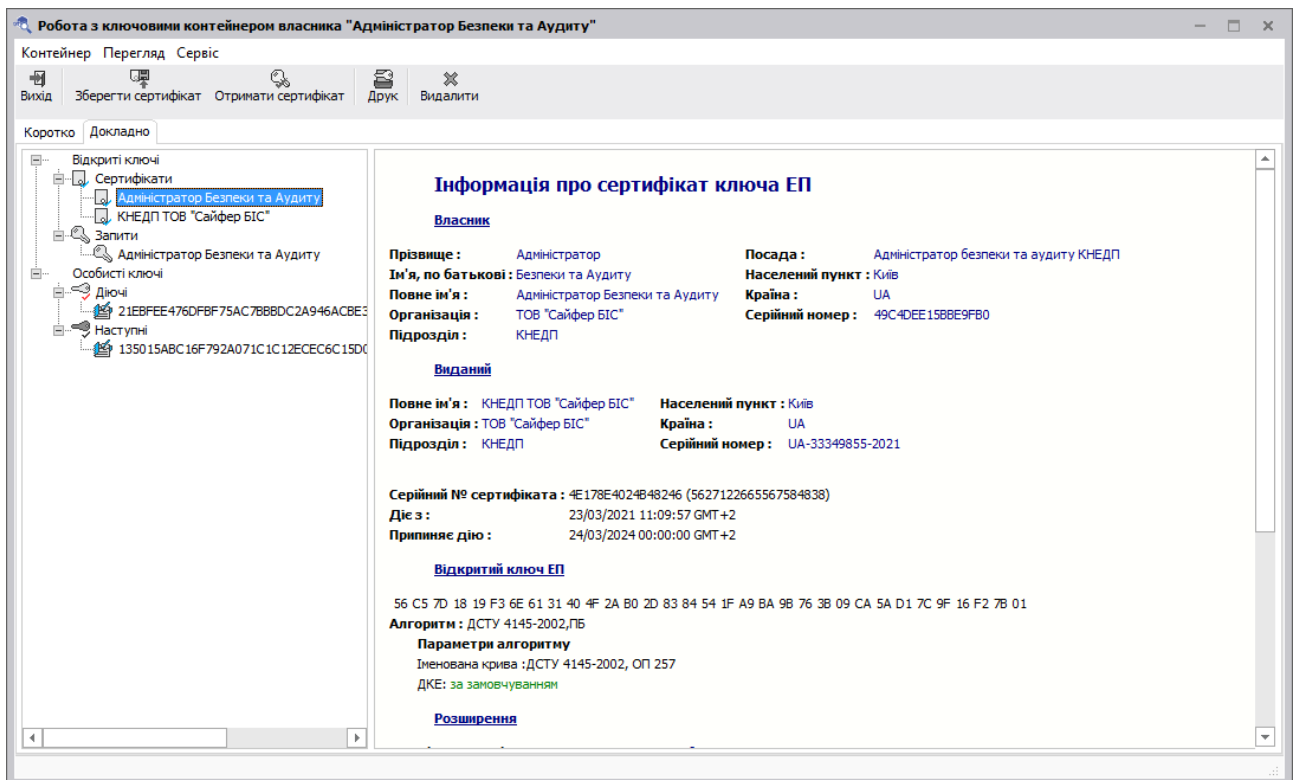 Робота з ключовими контейнером власника "Адміністратор Безпеки та Аудиту"
Контейнер Перегляд Сервіс
Вихід Зберегти сертифікат Отримати сертифікат Друк Видалити
Коротко Докладно
Відкриті ключі
Сертифікати
Адміністратор Безпеки та Аудиту
КНЕДП ТОВ "Сайфер БІС"
Запити
Адміністратор Безпеки та Аудиту
Особисті ключі
Діючі
21EBFEE476DFBF75AC7BBBDC2A946ACBE3
Наступні
135015ABC16F792A071C1C12ECEC6C15D0
Інформація про сертифікат ключа ЕП
Власник
Прізвище : Адміністратор Посада : Адміністратор безпеки та аудиту КНЕДП
Ім'я, по батькові : Безпеки та Аудиту Населений пункт : Київ
Повне ім'я : Адміністратор Безпеки та Аудиту Країна : UA
Організація : ТОВ "Сайфер БІС" Серійний номер : 49C4DEE15BBE9FB0
Підрозділ : КНЕДП
Виданий
Повне ім'я : КНЕДП ТОВ "Сайфер БІС" Населений пункт : Київ
Організація : ТОВ "Сайфер БІС" Країна : UA
Підрозділ : КНЕДП Серійний номер : UA-33349855-2021
Серійний № сертифіката : 4E178E4024B48246 (5627122665567584838)
Діє з : 23/03/2021 11:09:57 GMT+2
Припиняє дію : 24/03/2024 00:00:00 GMT+2
Відкритий ключ ЕП
56 C5 7D 18 19 F3 6E 61 31 40 4F 2A B0 2D 83 84 54 1F A9 BA 9B 76 3B 09 CA 5A D1 7C 9F 16 F2 7B 01
Алгоритм : ДСТУ 4145-2002,ПБ
Параметри алгоритму
Іменована крива :ДСТУ 4145-2002, ОП 257
ДКЕ: за замовчуванням
Розширення